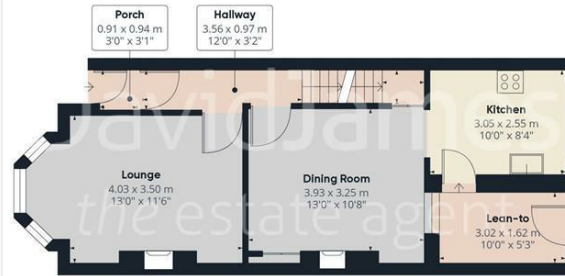 Porch
0.91 x 0.94 m
3'0" x 3'1"
Hallway
3.56 x 0.97 m
12'0" x 3'2"
Kitchen
3.05 x 2.55 m
10'0" x 8'4"
Lounge
4.03 x 3.50 m
13'0" x 11'6"
Dining Room
3.93 x 3.25 m
13'0" x 10'8"
Lean-to
3.02 x 1.62 m
10'0" x 5'3"
DavidJames
the estate agent